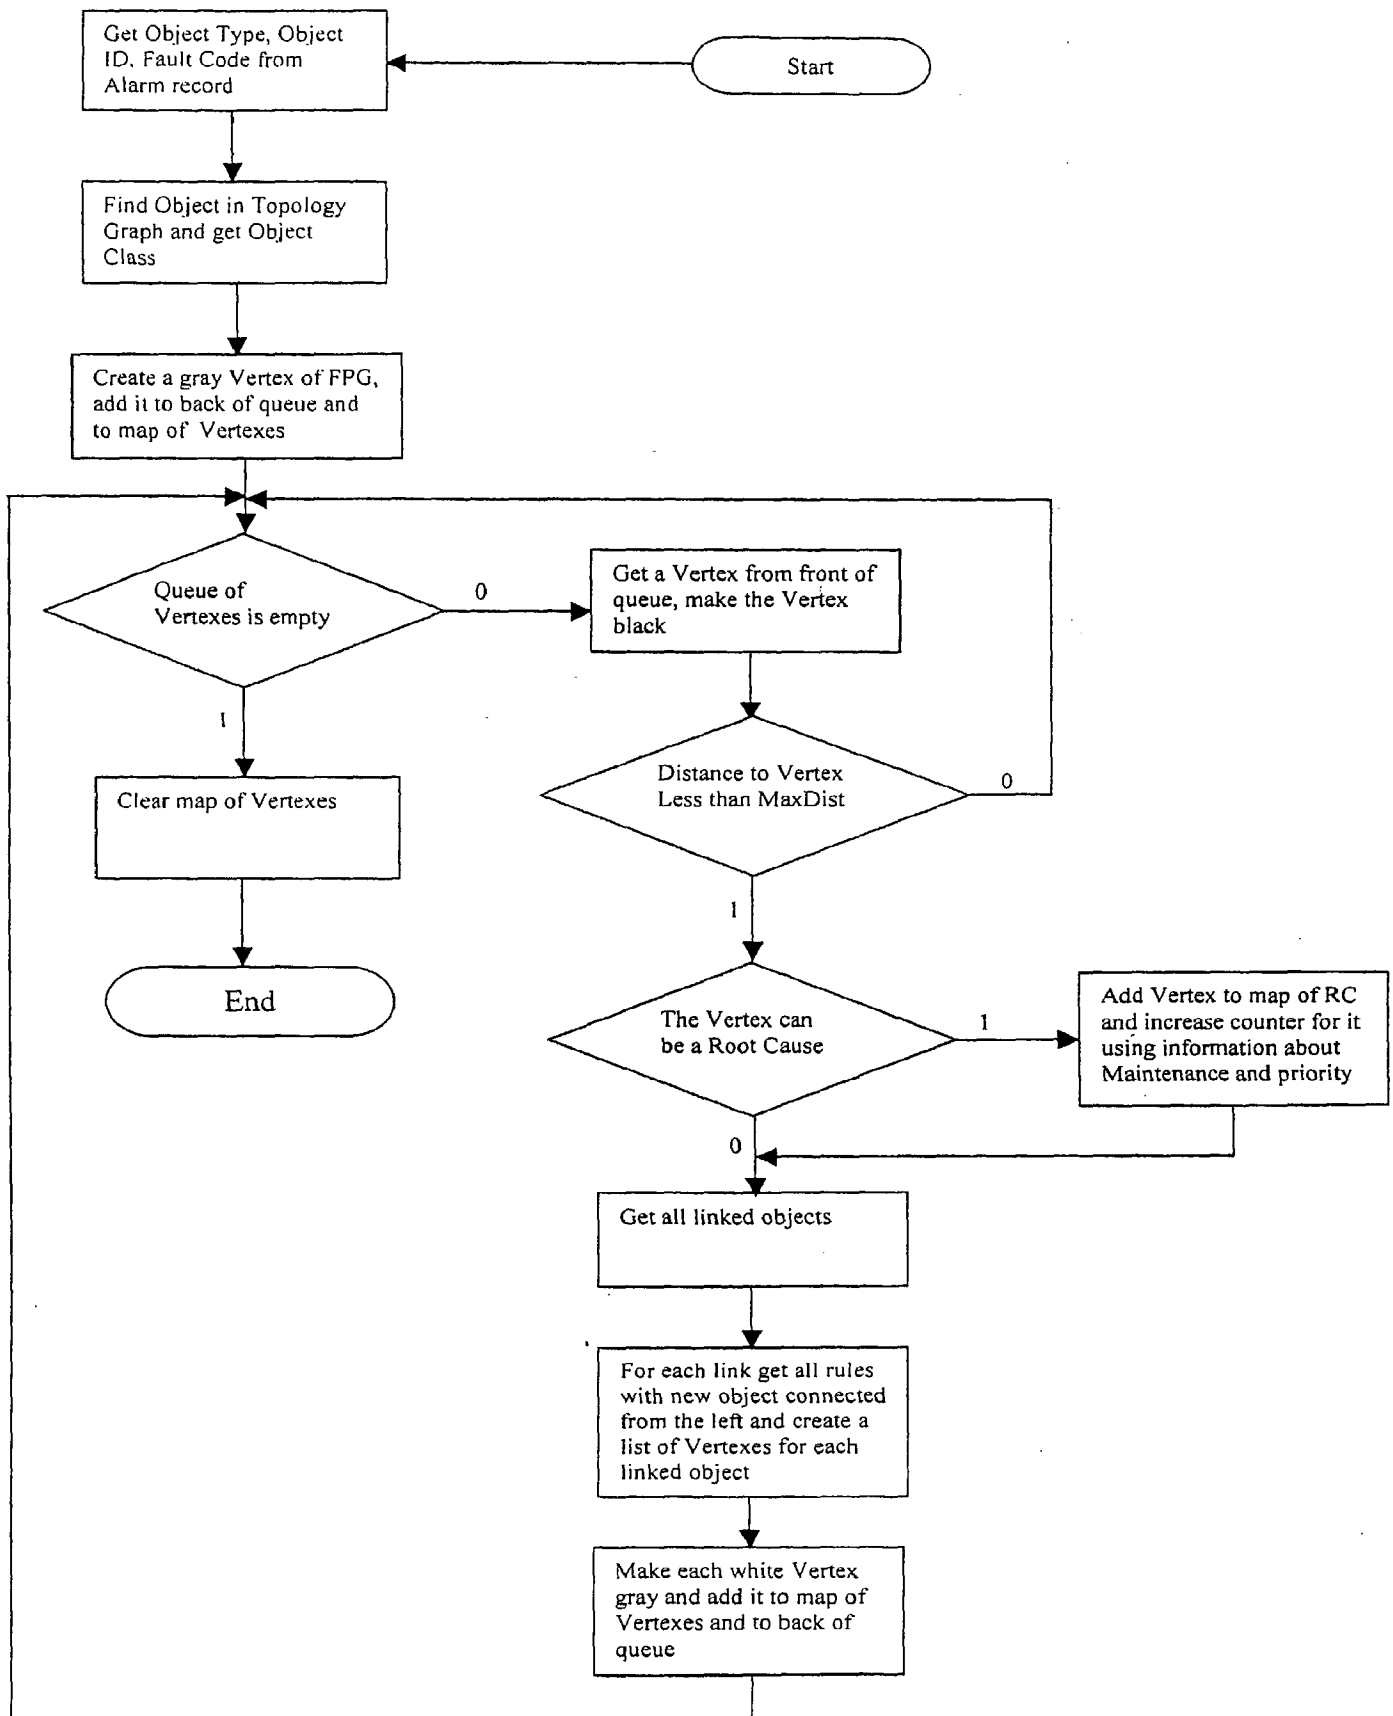 Get Object Type, Object
ID, Fault Code from
Alarm record
Start
Find Object in Topology
Graph and get Object
Class
Create a gray Vertex of FPG,
add it to back of queue and
to map of Vertexes
Queue of
Vertexes is empty
0
Get a Vertex from front of
queue, make the Vertex
black
1
Clear map of Vertexes
Distance to Vertex
Less than MaxDist
0
1
End
The Vertex can
be a Root Cause
1
Add Vertex to map of RC
and increase counter for it
using information about
Maintenance and priority
0
Get all linked objects
For each link get all rules
with new object connected
from the left and create a
list of Vertexes for each
linked object
Make each white Vertex
gray and add it to map of
Vertexes and to back of
queue